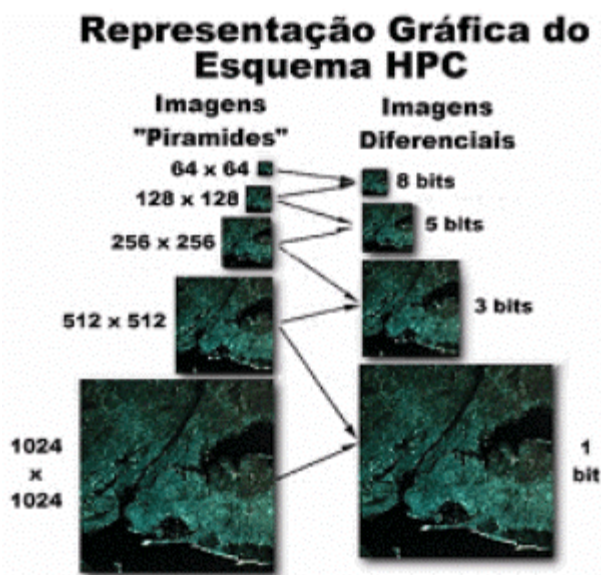 Representação Gráfica do
Esquema HPC
Imagens
"Piramides"
Imagens
Diferenciais
64 x 64
8 bits
128 x 128
5 bits
256 x 256
3 bits
512 x 512
1024
x
1024
1
bit